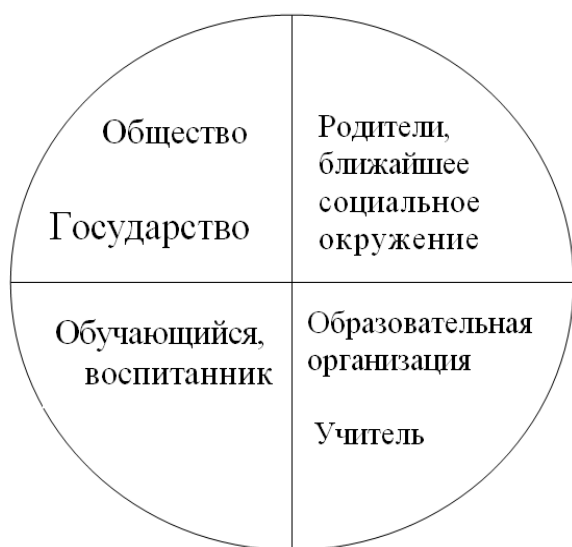 Общество
Государство
Родители,
ближайшее
социальное
окружение
Обучающийся,
воспитанник
Образовательная
организация
Учитель